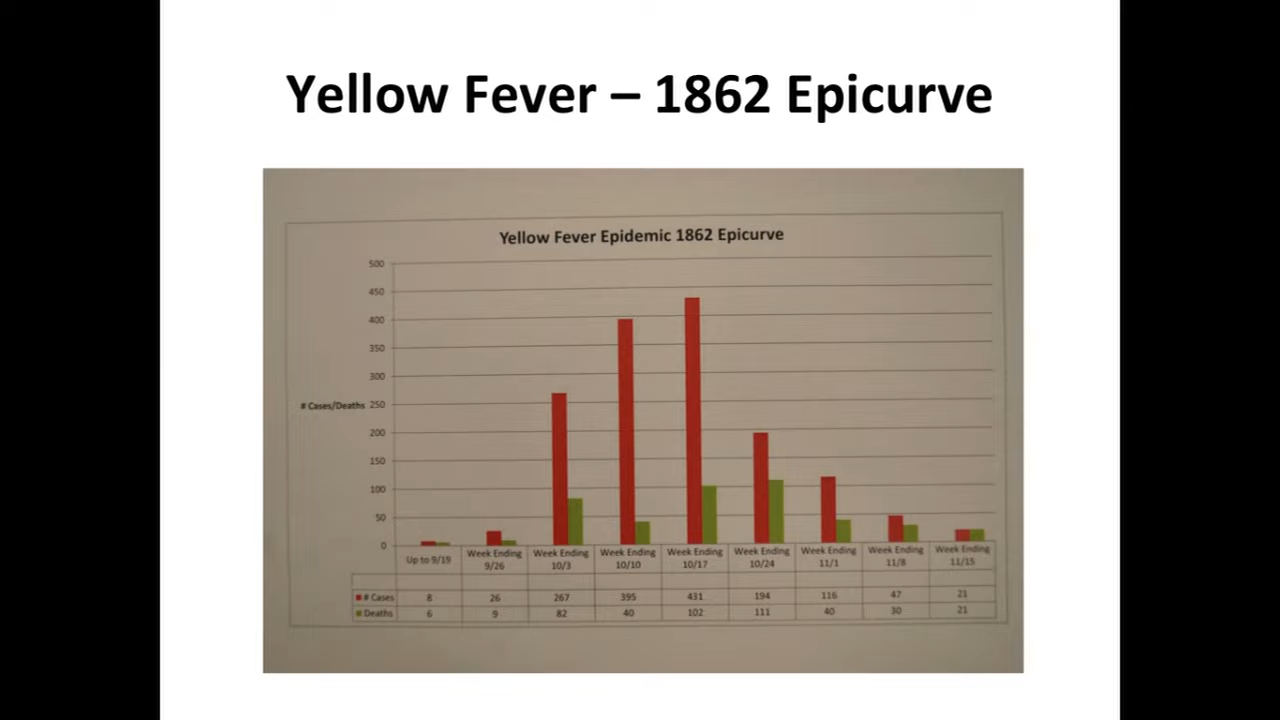 Yellow Fever – 1862 Epicurve
Yellow Fever Epidemic 1862 Epicurve
500
450
400
350
300
# Cases/Deaths 250
200
150
100
50
0
Up to 9/19 Week Ending 9/26 Week Ending 10/3 Week Ending 10/10 Week Ending 10/17 Week Ending 10/24 Week Ending 11/1 Week Ending 11/8 Week Ending 11/15
# Cases 8 26 267 395 431 194 116 47 21
Deaths 6 9 82 40 102 111 40 30 21